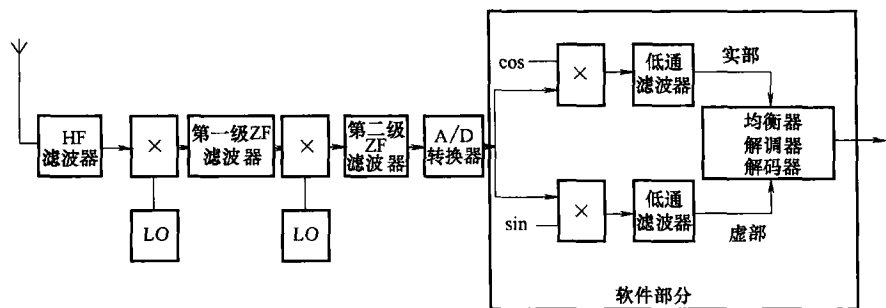 HF
滤波器
×
LO
第一级ZF
滤波器
×
LO
第二级
ZF
滤波器
A/D
转换器
cos
×
低通
滤波器
实部
sin
×
低通
滤波器
虚部
均衡器
解调器
解码器
软件部分